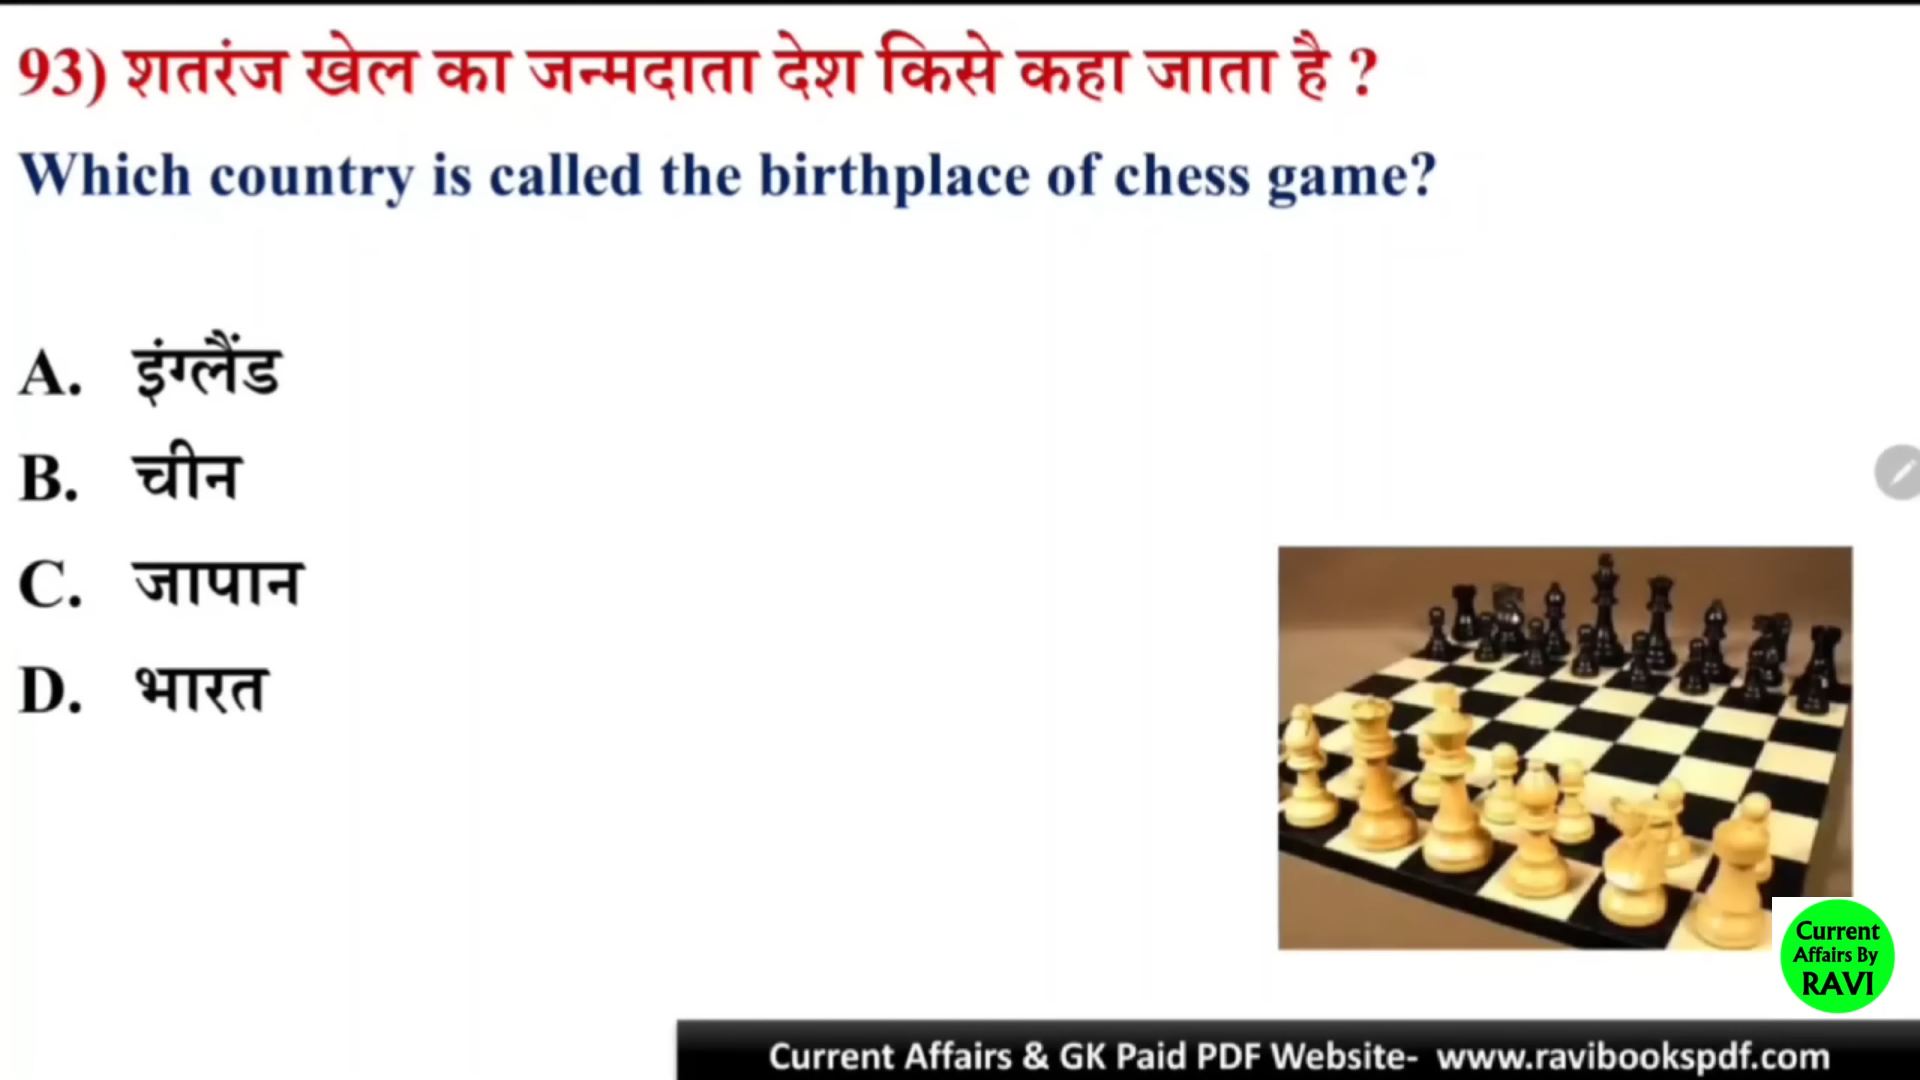 93) शतरंज खेल का जन्मदाता देश किसे कहा जाता है ?
Which country is called the birthplace of chess game?
A. इंग्लैंड
B. चीन
C. जापान
D. भारत
Current
Affairs By
RAVI
Current Affairs & GK Paid PDF Website- www.ravibookspdf.com